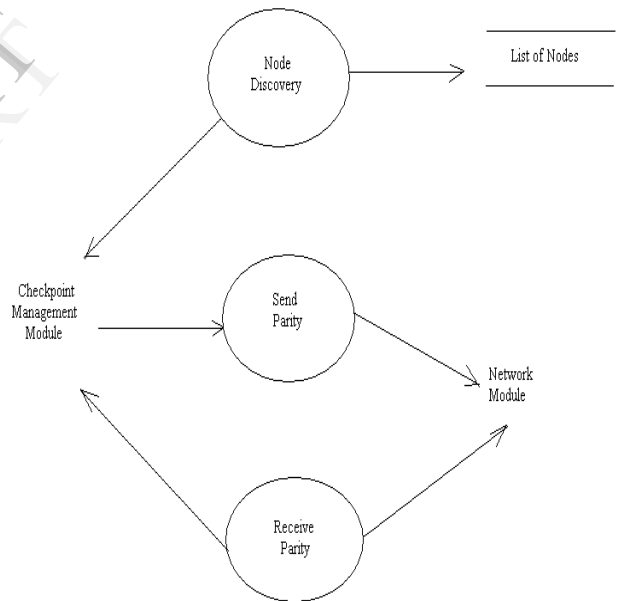 Node
Discovery
List of Nodes
Checkpoint
Management
Module
Send
Parity
Network
Module
Receive
Parity